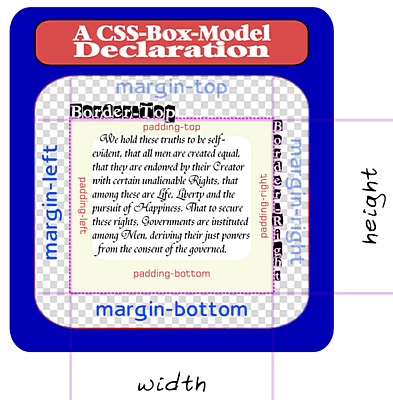 A CSS-Box-Model
Declaration
margin-top
Border-Top
padding-top
We hold these truths to be self-
evident, that all men are created equal,
that they are endowed by their Creator
with certain unalienable Rights, that
among these are Life, Liberty and the
pursuit of Happiness. That to secure
these rights, Governments are instituted
among Men, deriving their just powers
from the consent of the governed,
margin-left
padding-left
padding-right
Border-Right
margin-right
padding-bottom
margin-bottom
height
width